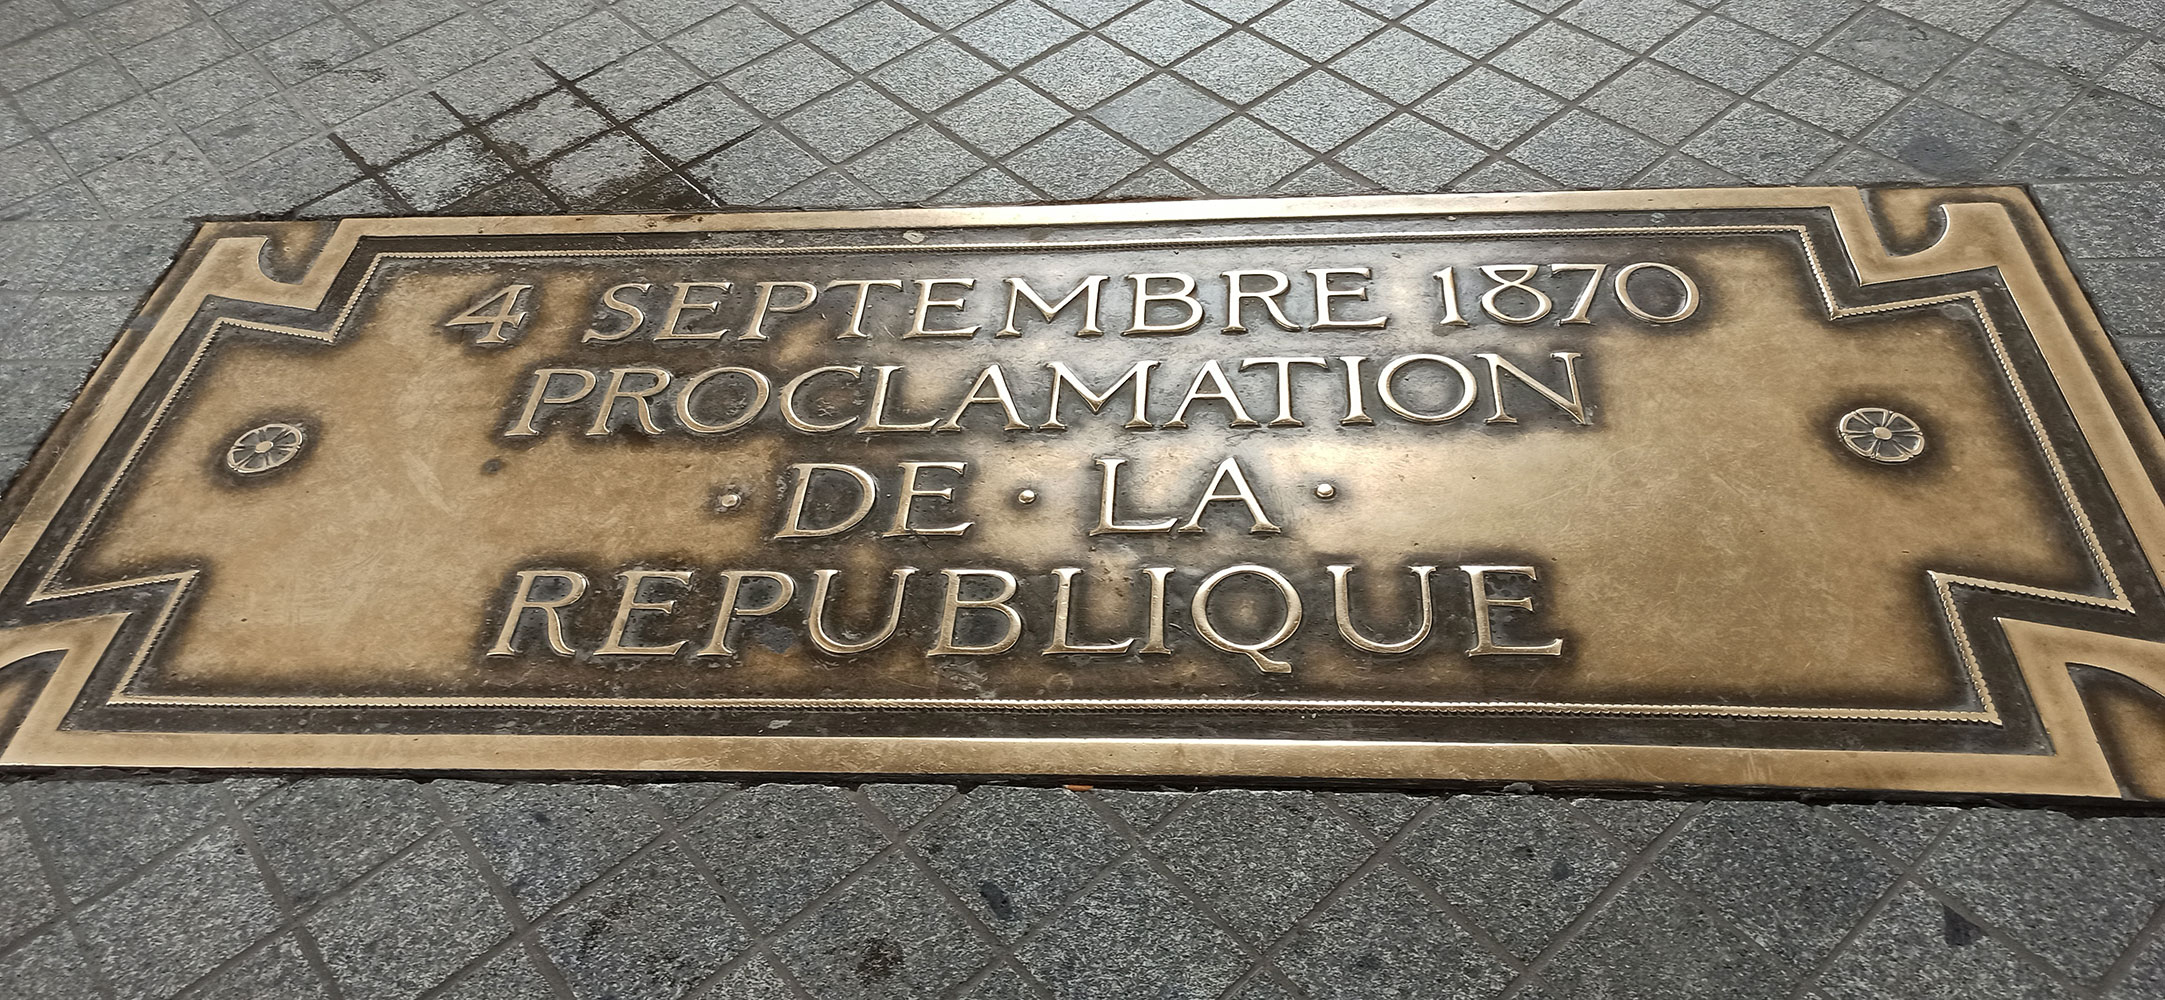 4 SEPTEMBRE 1870
PROCLAMATION
· DE · LA ·
REPUBLIQUE